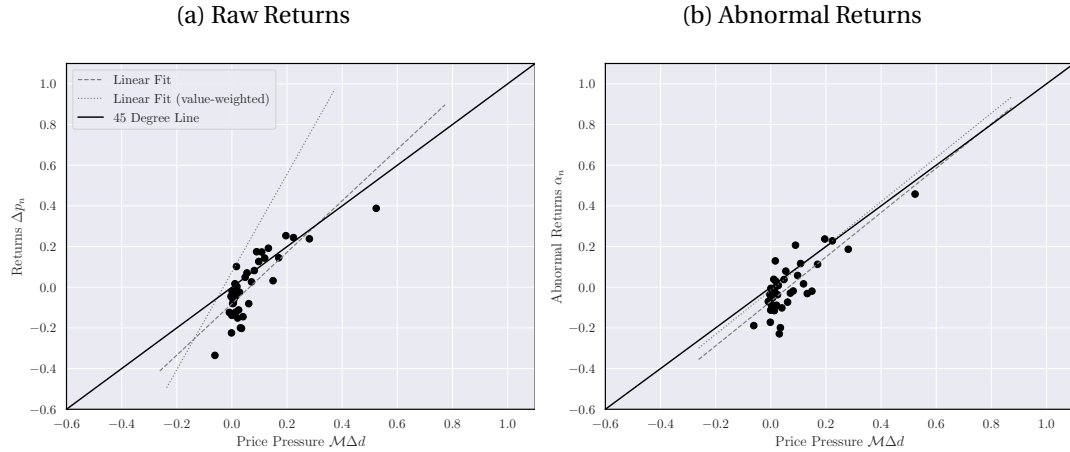 (a) Raw Returns
Linear Fit
Linear Fit (value-weighted)
45 Degree Line
1.0
0.8
0.6
0.4
0.2
0.0
−0.2
−0.4
−0.6
Returns Δpₙ
−0.6 −0.4 −0.2 0.0 0.2 0.4 0.6 0.8 1.0
Price Pressure ℳΔd
(b) Abnormal Returns
1.0
0.8
0.6
0.4
0.2
0.0
−0.2
−0.4
−0.6
Abnormal Returns αₙ
−0.6 −0.4 −0.2 0.0 0.2 0.4 0.6 0.8 1.0
Price Pressure ℳΔd